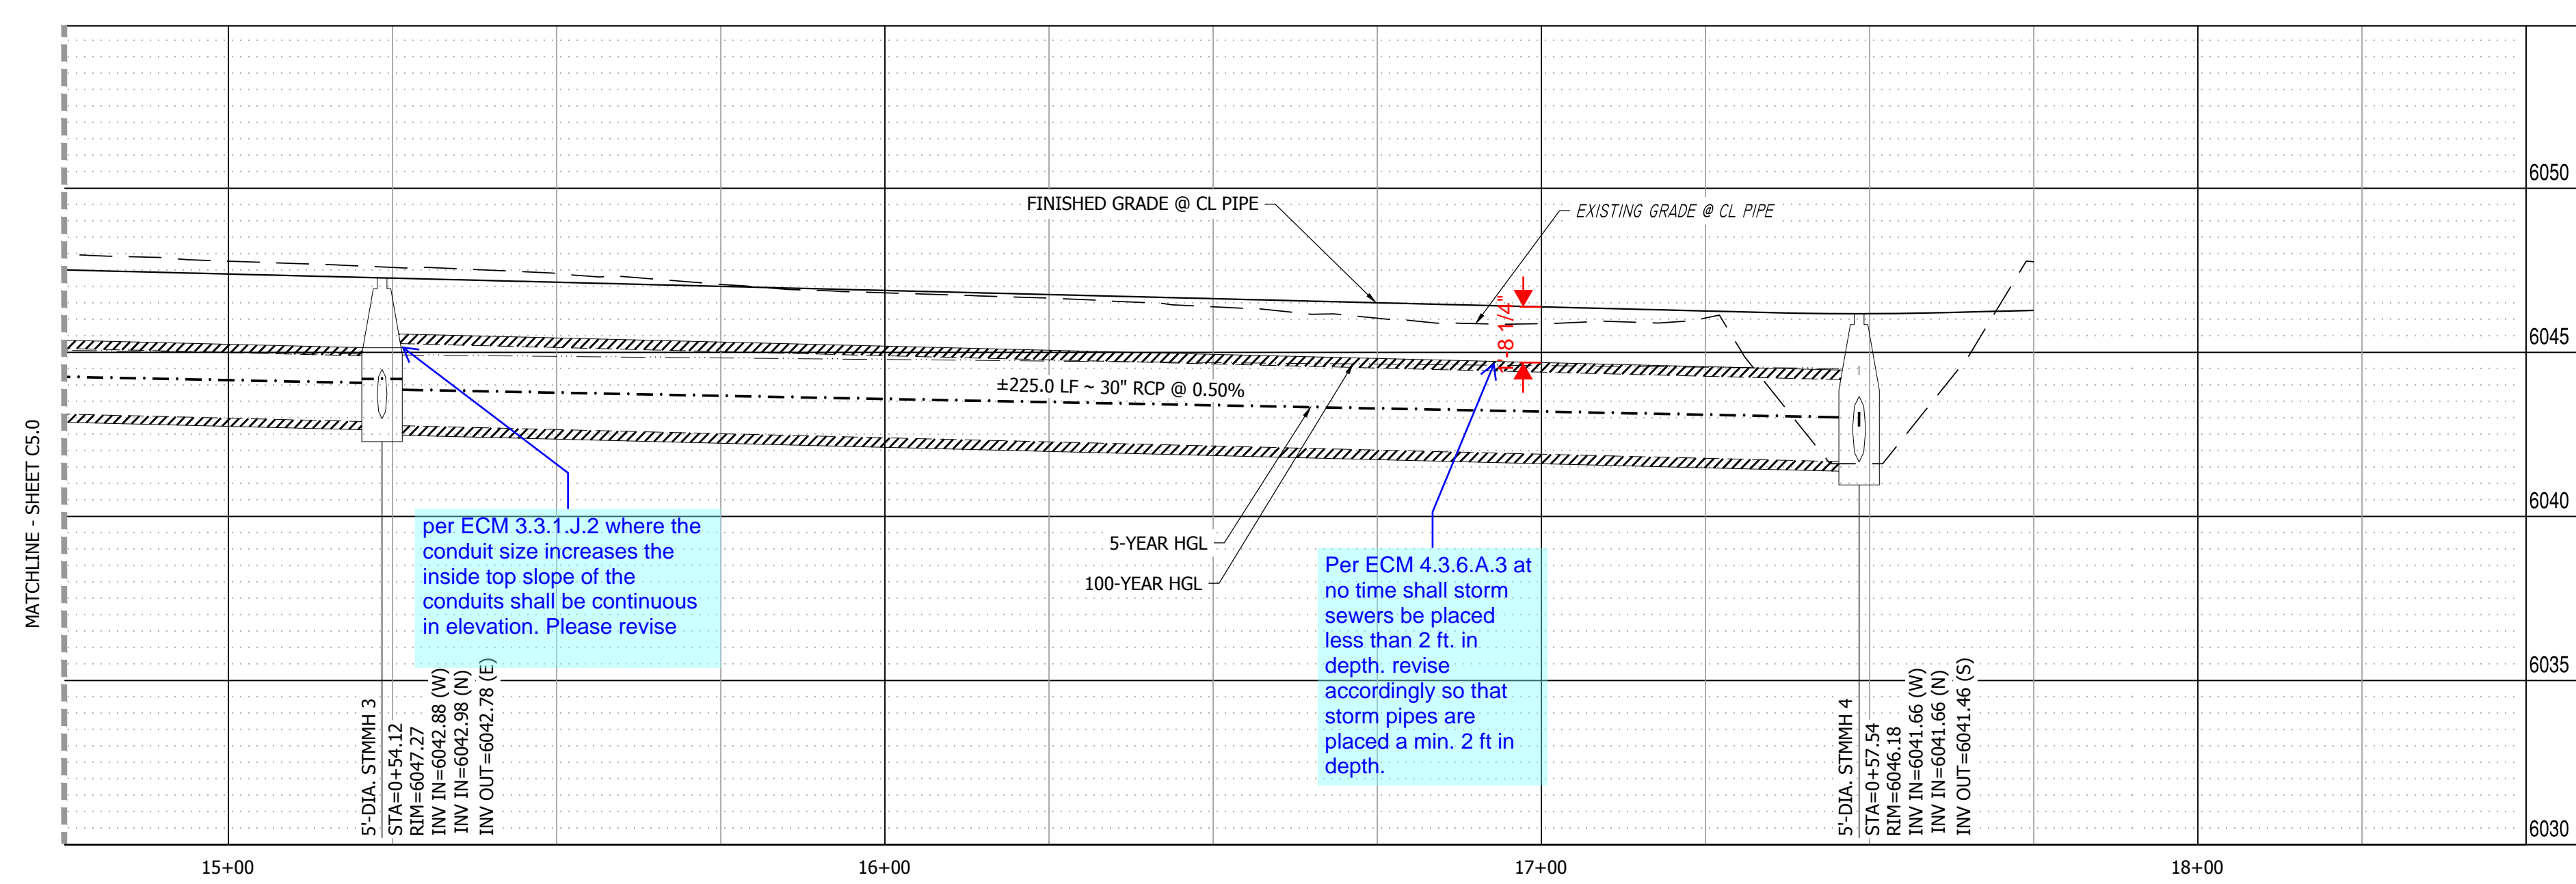 6050
FINISHED GRADE @ CL PIPE
EXISTING GRADE @ CL PIPE
-8 1/4"
6045
±225.0 LF ~ 30" RCP @ 0.50%
MATCHLINE - SHEET C5.0
6040
per ECM 3.3.1.J.2 where the
conduit size increases the
inside top slope of the
conduits shall be continuous
in elevation. Please revise
5-YEAR HGL
100-YEAR HGL
Per ECM 4.3.6.A.3 at
no time shall storm
sewers be placed
less than 2 ft. in
depth. revise
accordingly so that
storm pipes are
placed a min. 2 ft in
depth.
6035
5'-DIA. STMMH 3
STA=0+54.12
RIM=6047.27
INV IN=6042.88 (W)
INV IN=6042.98 (N)
INV OUT=6042.78 (E)
5'-DIA. STMMH 4
STA=0+57.54
RIM=6046.18
INV IN=6041.66 (W)
INV IN=6041.66 (N)
INV OUT=6041.46 (S)
6030
15+00
16+00
17+00
18+00